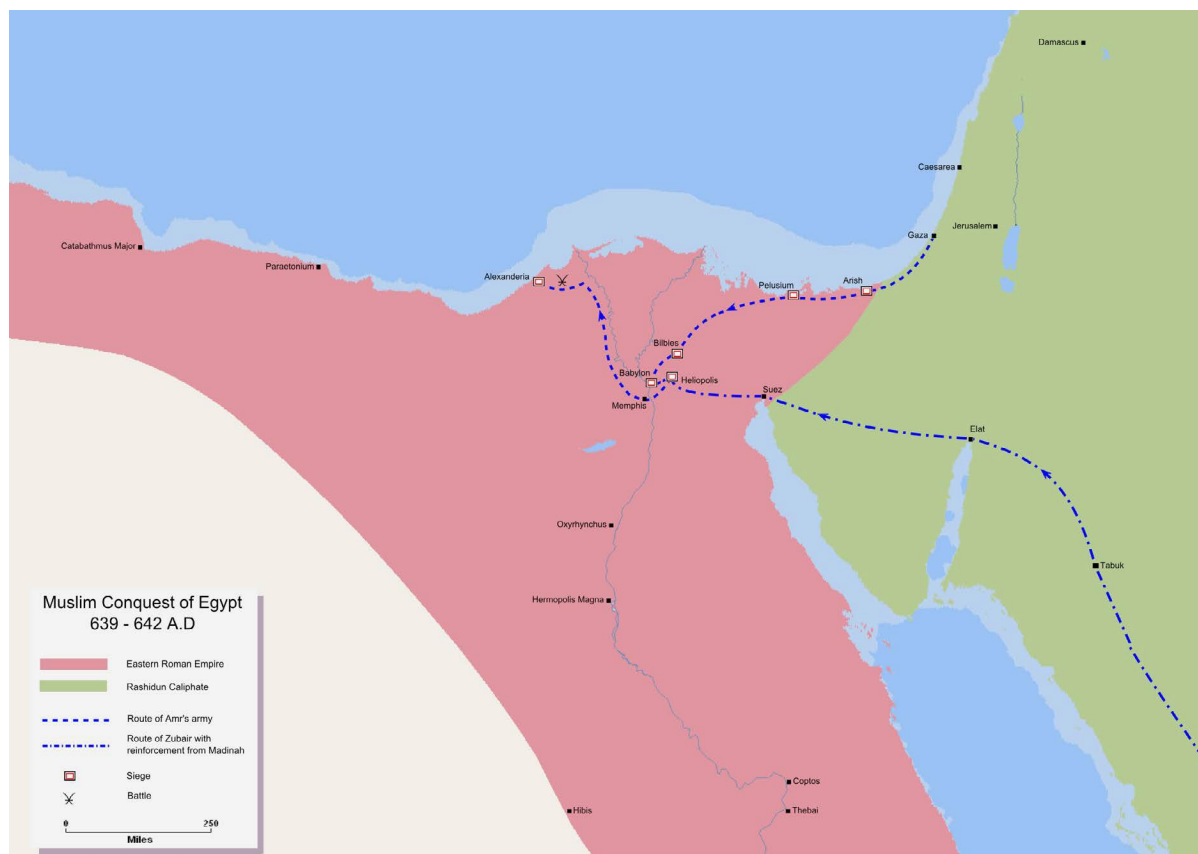 Damascus
Caesarea
Jerusalem
Gaza
Catabathmus Major
Paraetonium
Alexanderia
Pelusium
Arish
Bilbies
Babylon
Heliopolis
Memphis
Suez
Elat
Oxyrhynchus
Tabuk
Hermopolis Magna
Coptos
Thebai
Hibis
Muslim Conquest of Egypt
639 - 642 A.D
Eastern Roman Empire
Rashidun Caliphate
Route of Amr's army
Route of Zubair with
reinforcement from Madinah
Siege
Battle
0 250
Miles